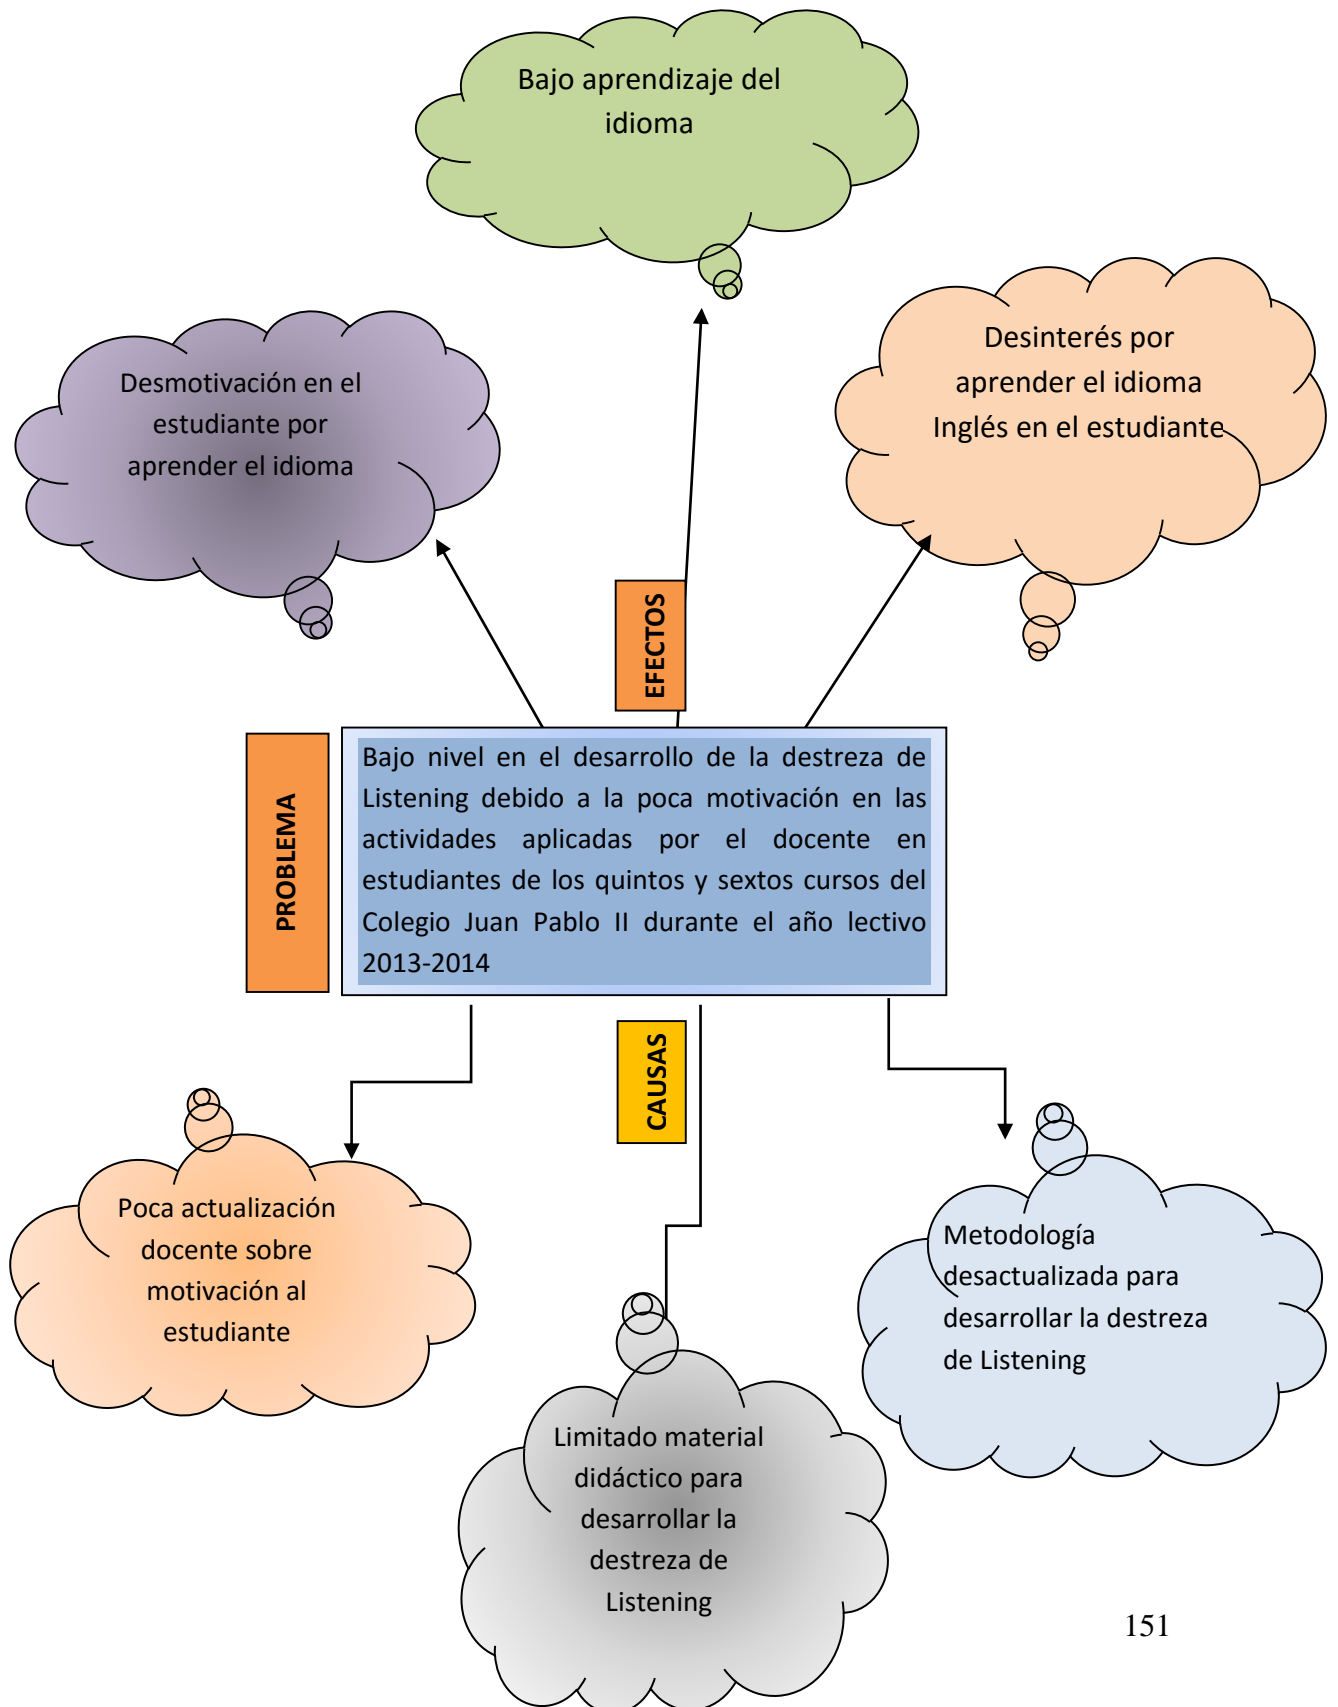 Bajo aprendizaje del
idioma
Desmotivación en el
estudiante por
aprender el idioma
Desinterés por
aprender el idioma
Inglés en el estudiante
EFECTOS
PROBLEMA
Bajo nivel en el desarrollo de la destreza de
Listening debido a la poca motivación en las
actividades aplicadas por el docente en
estudiantes de los quintos y sextos cursos del
Colegio Juan Pablo II durante el año lectivo
2013-2014
CAUSAS
Poca actualización
docente sobre
motivación al
estudiante
Limitado material
didáctico para
desarrollar la
destreza de
Listening
Metodología
desactualizada para
desarrollar la destreza
de Listening
151